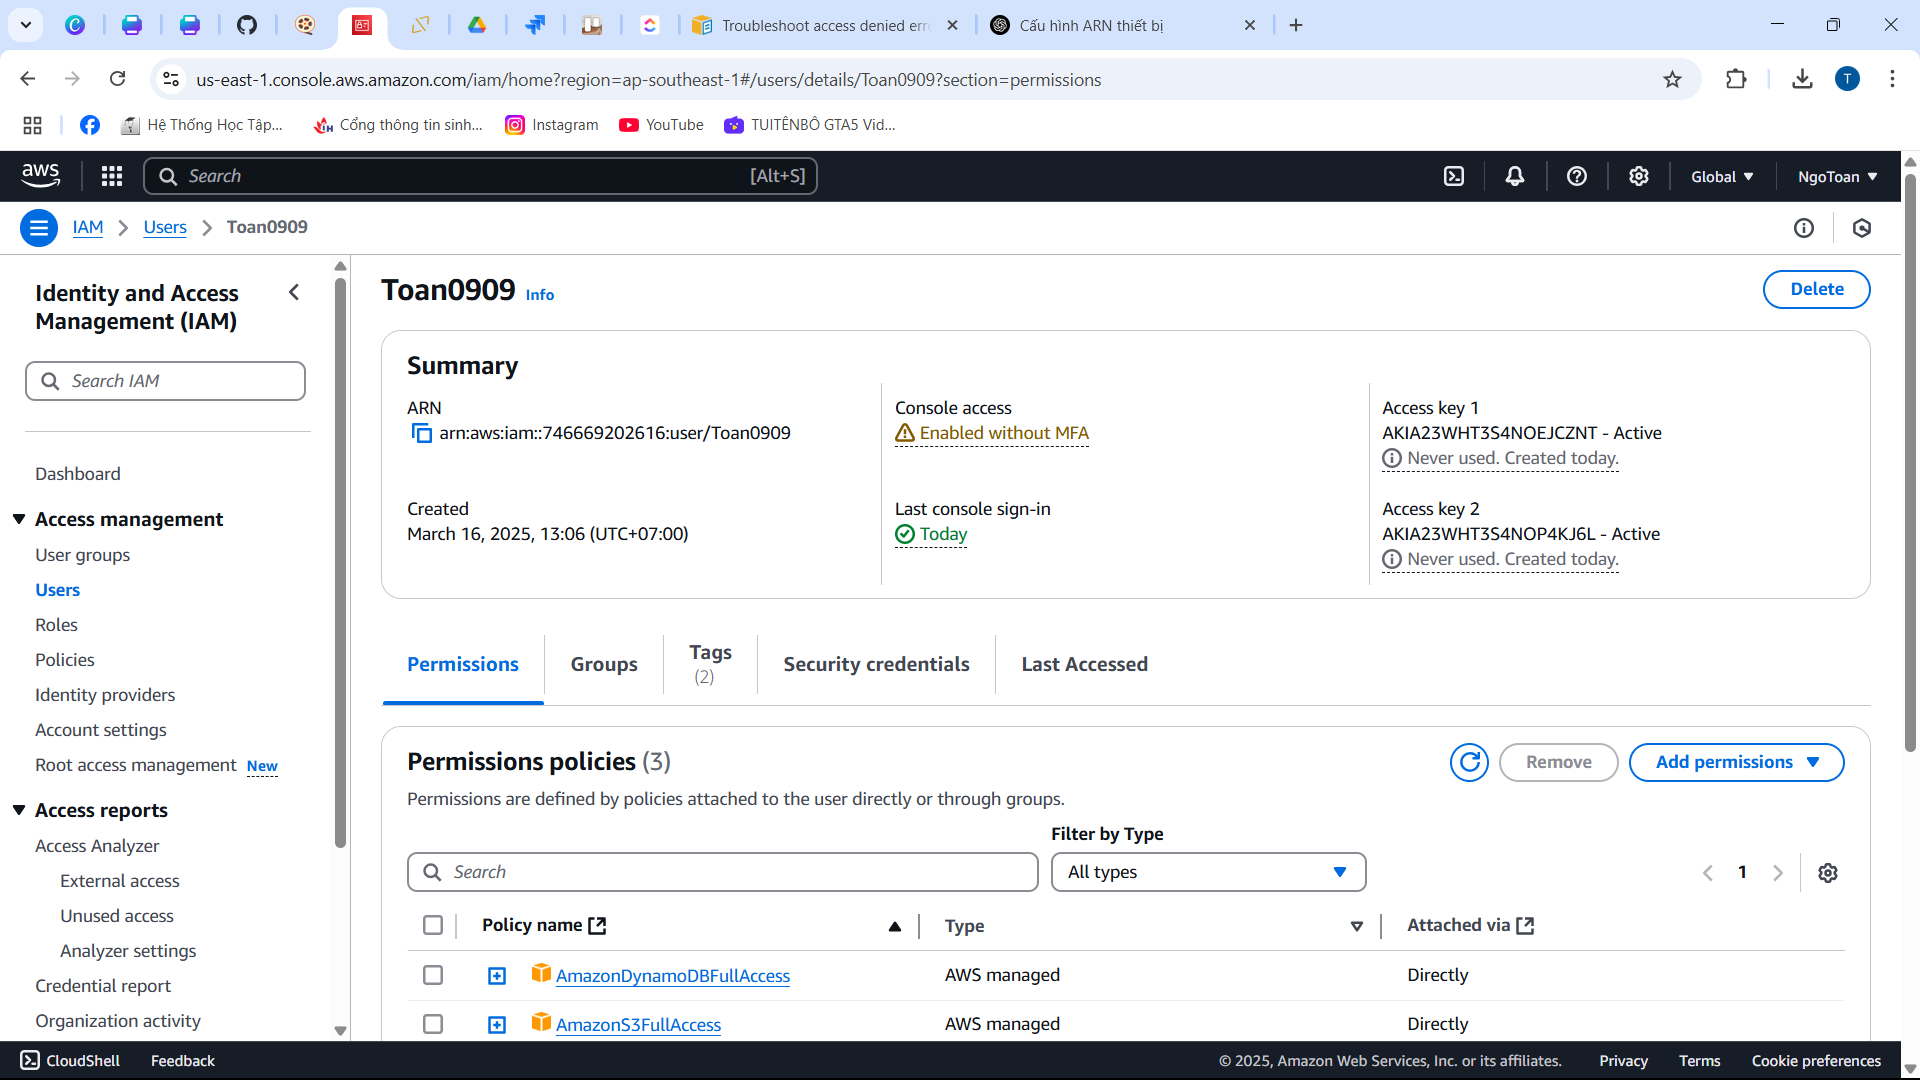 Troubleshoot access denied err
Cấu hình ARN thiết bị
us-east-1.console.aws.amazon.com/iam/home?region=ap-southeast-1#/users/details/Toan0909?section=permissions
T
Hệ Thống Học Tập...
Cổng thông tin sinh...
Instagram
YouTube
TUITÊNBÔ GTA5 Vid...
aws
Search
[Alt+S]
Global
NgoToan
IAM
Users
Toan0909
Identity and Access
Management (IAM)
Search IAM
Dashboard
Access management
User groups
Users
Roles
Policies
Identity providers
Account settings
Root access management New
Access reports
Access Analyzer
External access
Unused access
Analyzer settings
Credential report
Organization activity
Toan0909 Info
Delete
Summary
ARN
arn:aws:iam::746669202616:user/Toan0909
Created
March 16, 2025, 13:06 (UTC+07:00)
Console access
Enabled without MFA
Last console sign-in
Today
Access key 1
AKIA23WHT3S4NOEJCZNT - Active
Never used. Created today.
Access key 2
AKIA23WHT3S4NOP4KJ6L - Active
Never used. Created today.
Permissions
Groups
Tags
(2)
Security credentials
Last Accessed
Permissions policies (3)
Remove
Add permissions
Permissions are defined by policies attached to the user directly or through groups.
Filter by Type
Search
All types
1
Policy name
Type
Attached via
AmazonDynamoDBFullAccess
AWS managed
Directly
AmazonS3FullAccess
AWS managed
Directly
CloudShell
Feedback
© 2025, Amazon Web Services, Inc. or its affiliates.
Privacy
Terms
Cookie preferences